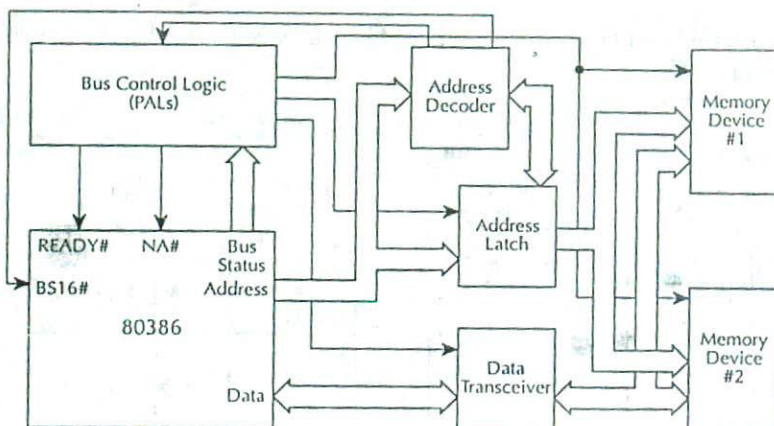 Bus Control Logic
(PALs)
Address
Decoder
Memory
Device
#1
Address
Latch
READY#
NA#
Bus
Status
Address
BS16#
80386
Data
Data
Transceiver
Memory
Device
#2